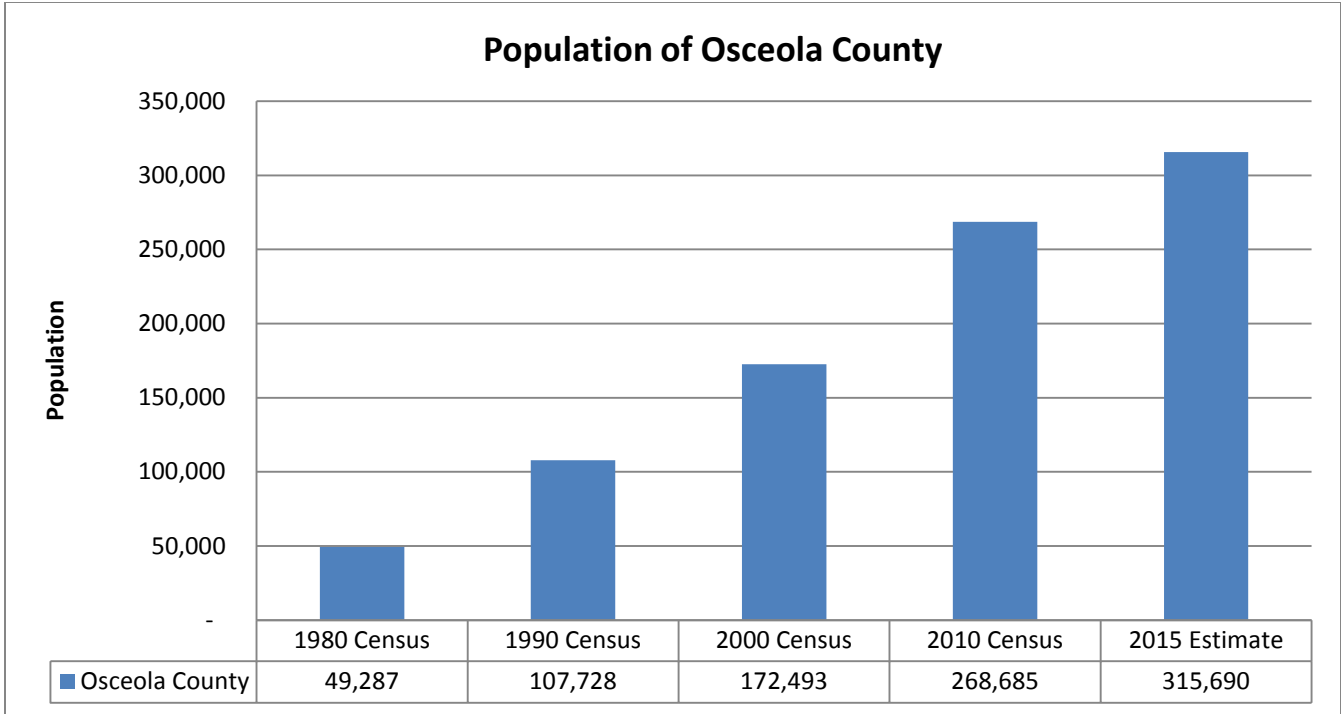 Population of Osceola County
350,000
300,000
250,000
200,000
150,000
100,000
50,000
-
Population
1980 Census 1990 Census 2000 Census 2010 Census 2015 Estimate
Osceola County 49,287 107,728 172,493 268,685 315,690